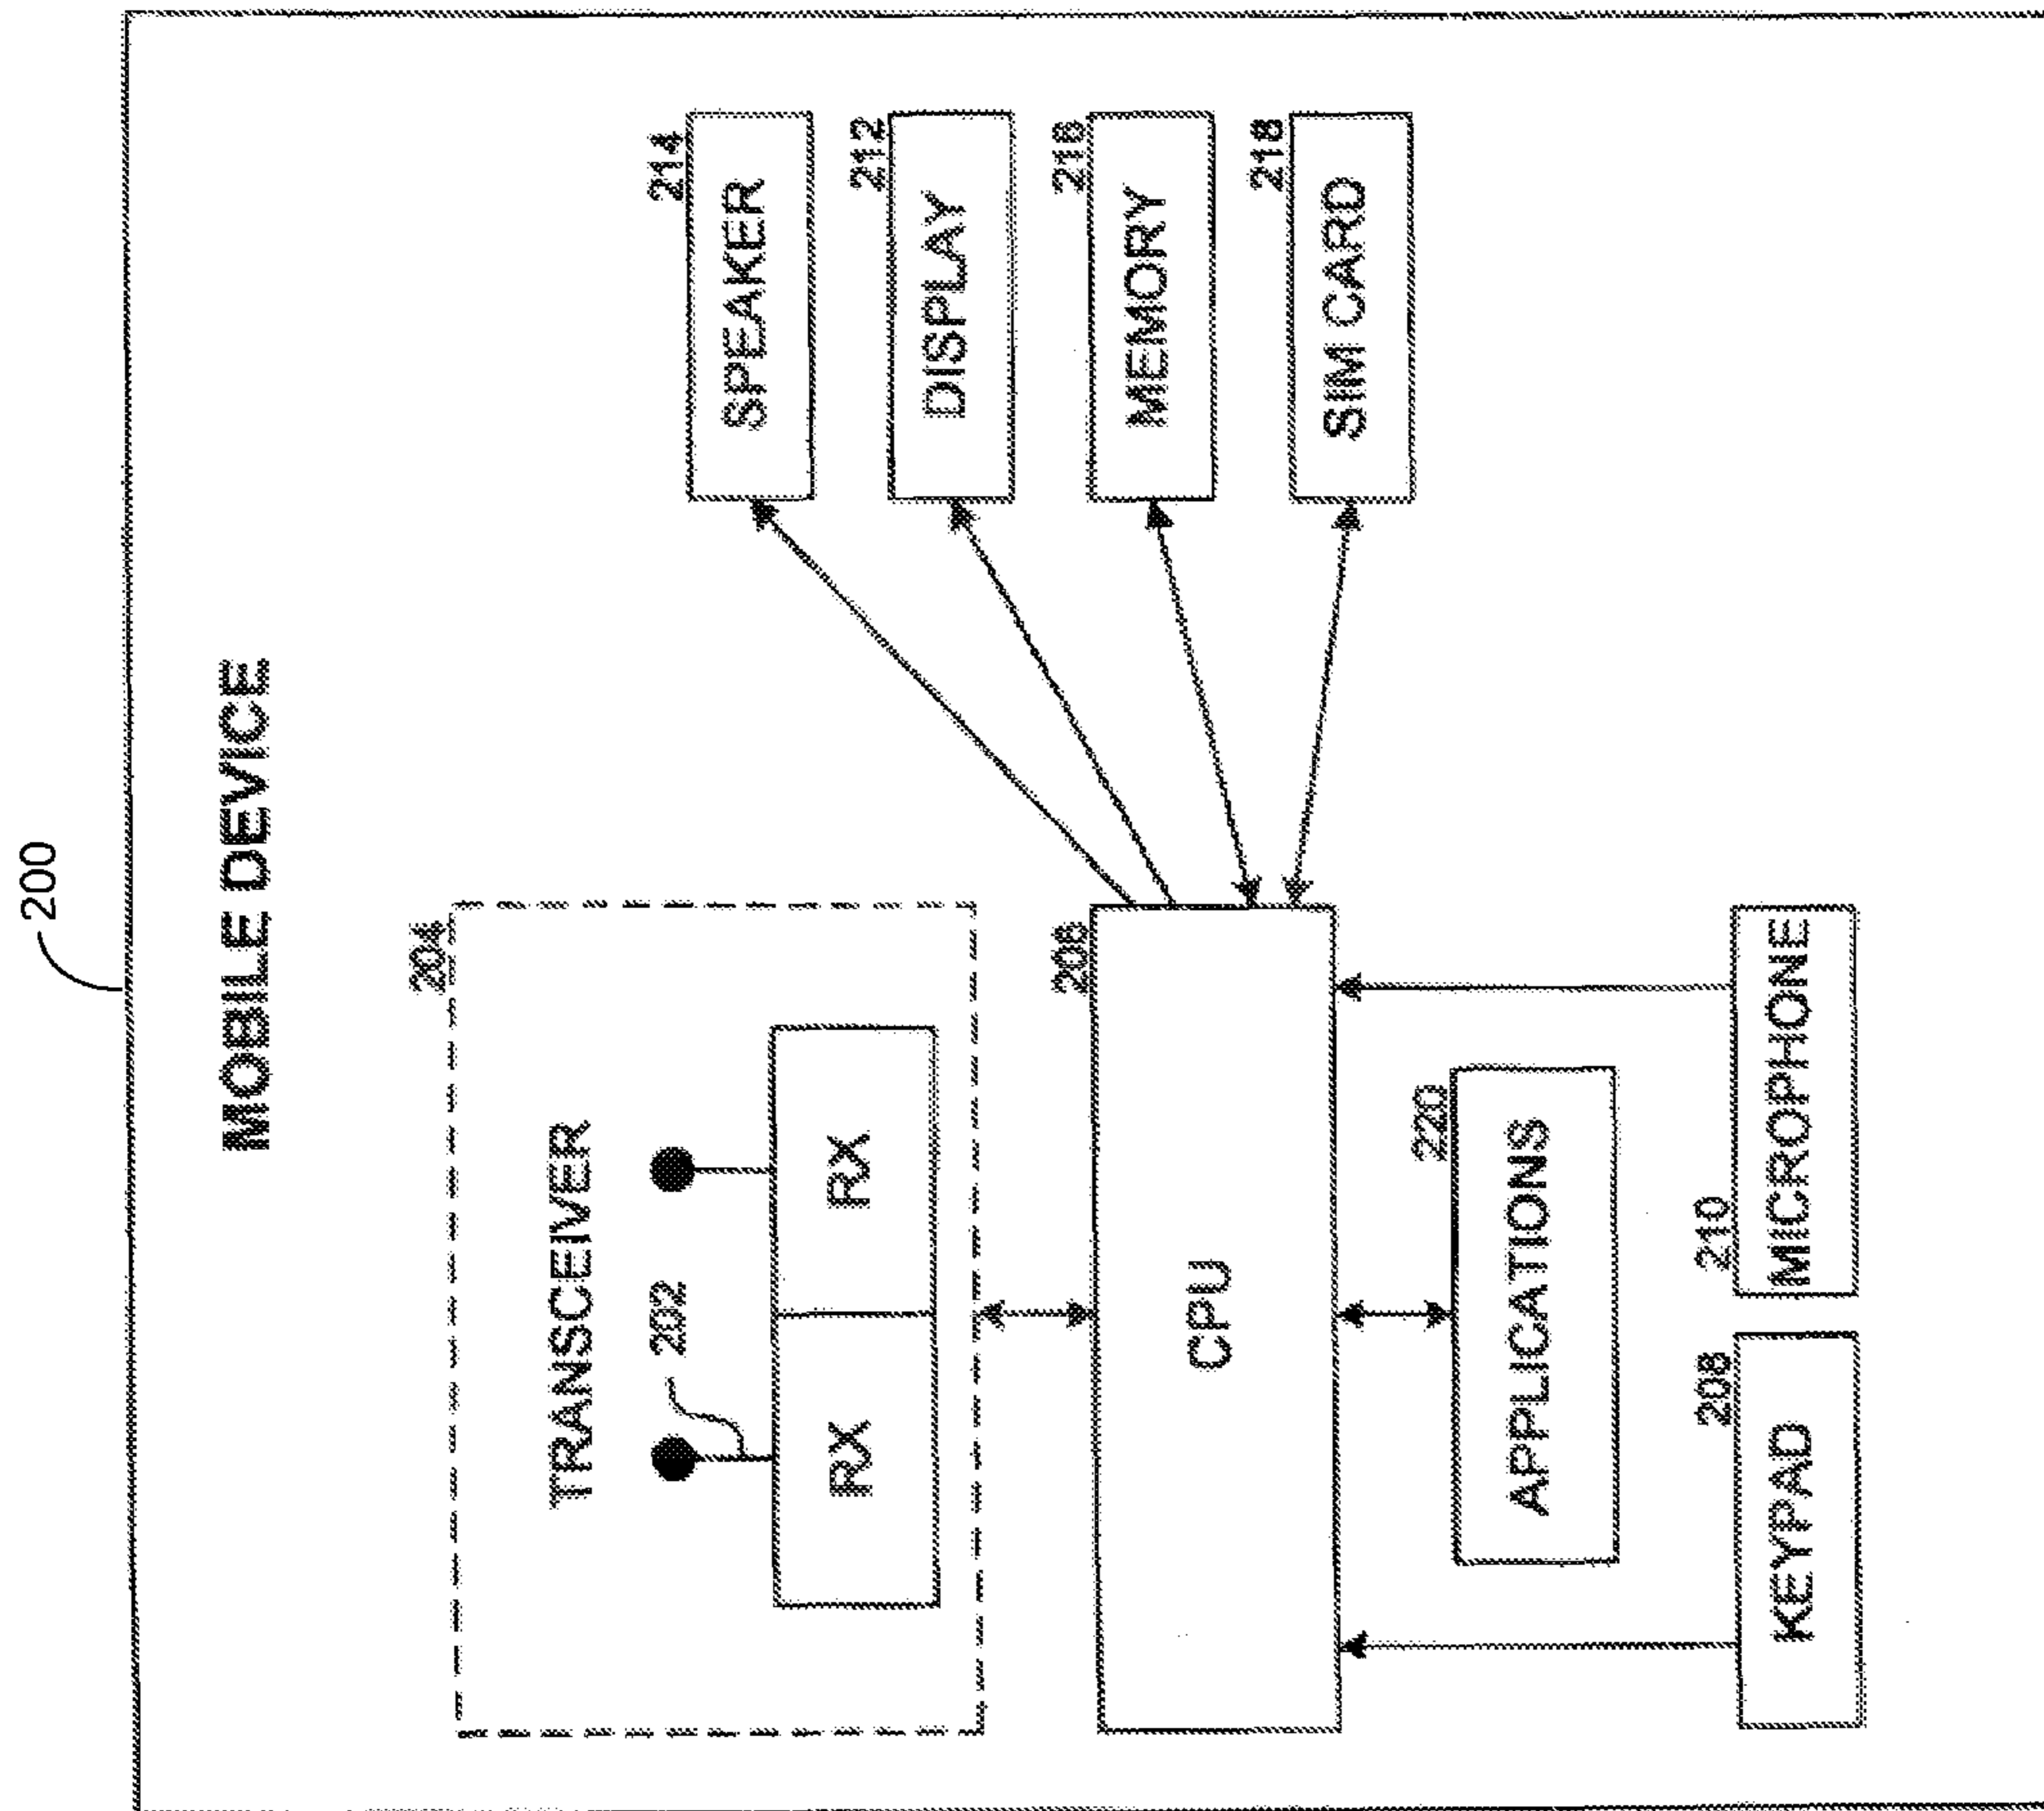 200
MOBILE DEVICE
204
TRANSCEIVER
202
214
SPEAKER
RX
RX
212
DISPLAY
206
CPU
216
MEMORY
218
SIM CARD
220
APPLICATIONS
208
KEYPAD
210
MICROPHONE